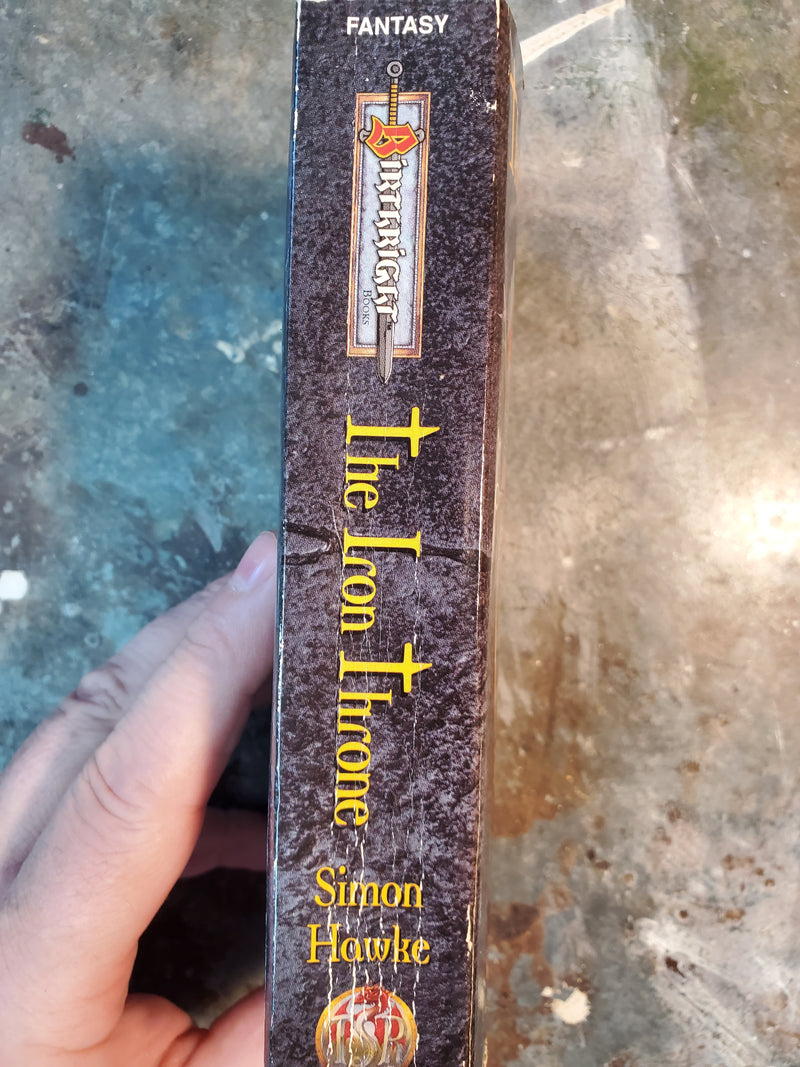 FANTASY
BIRTHRIGHT
BOOKS
The Iron Throne
Simon
Hawke
TSR